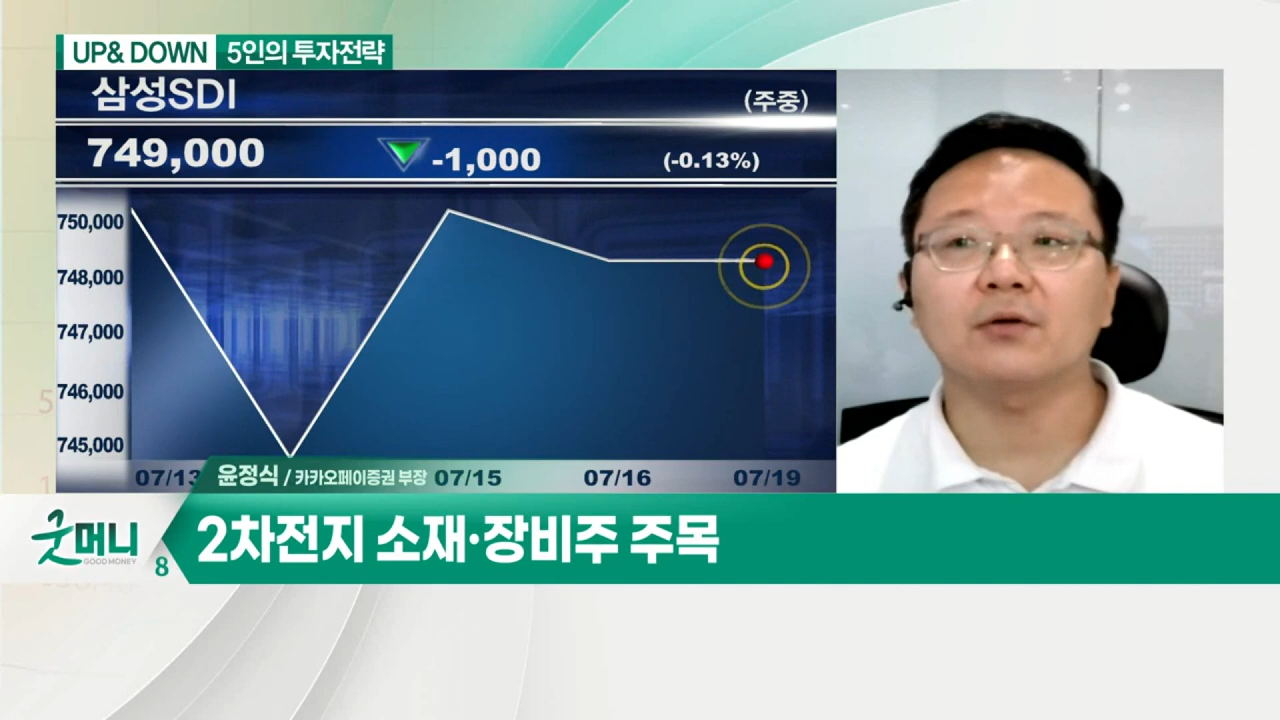 UP& DOWN 5인의 투자전략
삼성SDI (주중)
749,000 -1,000 (-0.13%)
750,000
748,000
747,000
746,000
745,000
07/13 07/15 07/16 07/19
윤정식 / 카카오페이증권 부장
굿머니
GOOD MONEY
8
2차전지 소재·장비주 주목